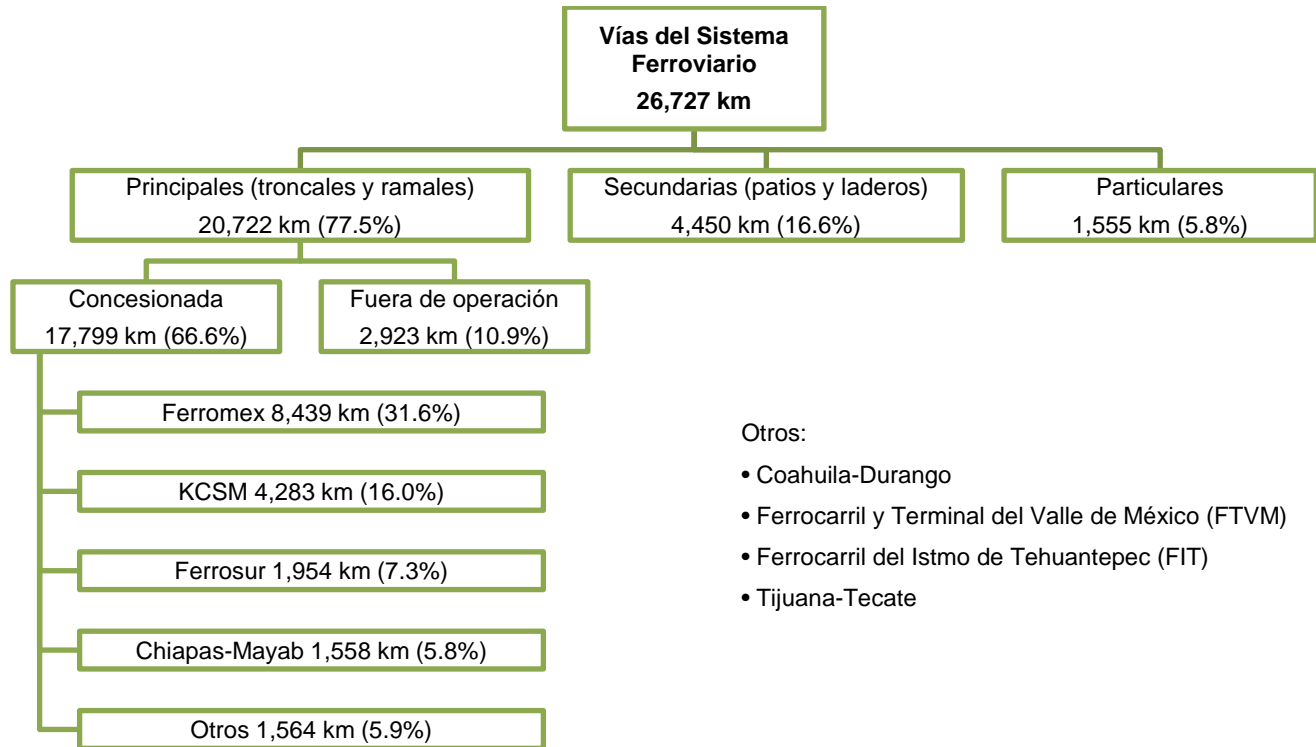 Vías del Sistema
Ferroviario
26,727 km
Principales (troncales y ramales)
20,722 km (77.5%)
Secundarias (patios y laderos)
4,450 km (16.6%)
Particulares
1,555 km (5.8%)
Concesionada
17,799 km (66.6%)
Fuera de operación
2,923 km (10.9%)
Ferromex 8,439 km (31.6%)
KCSM 4,283 km (16.0%)
Ferrosur 1,954 km (7.3%)
Chiapas-Mayab 1,558 km (5.8%)
Otros 1,564 km (5.9%)
Otros:
• Coahuila-Durango
• Ferrocarril y Terminal del Valle de México (FTVM)
• Ferrocarril del Istmo de Tehuantepec (FIT)
• Tijuana-Tecate